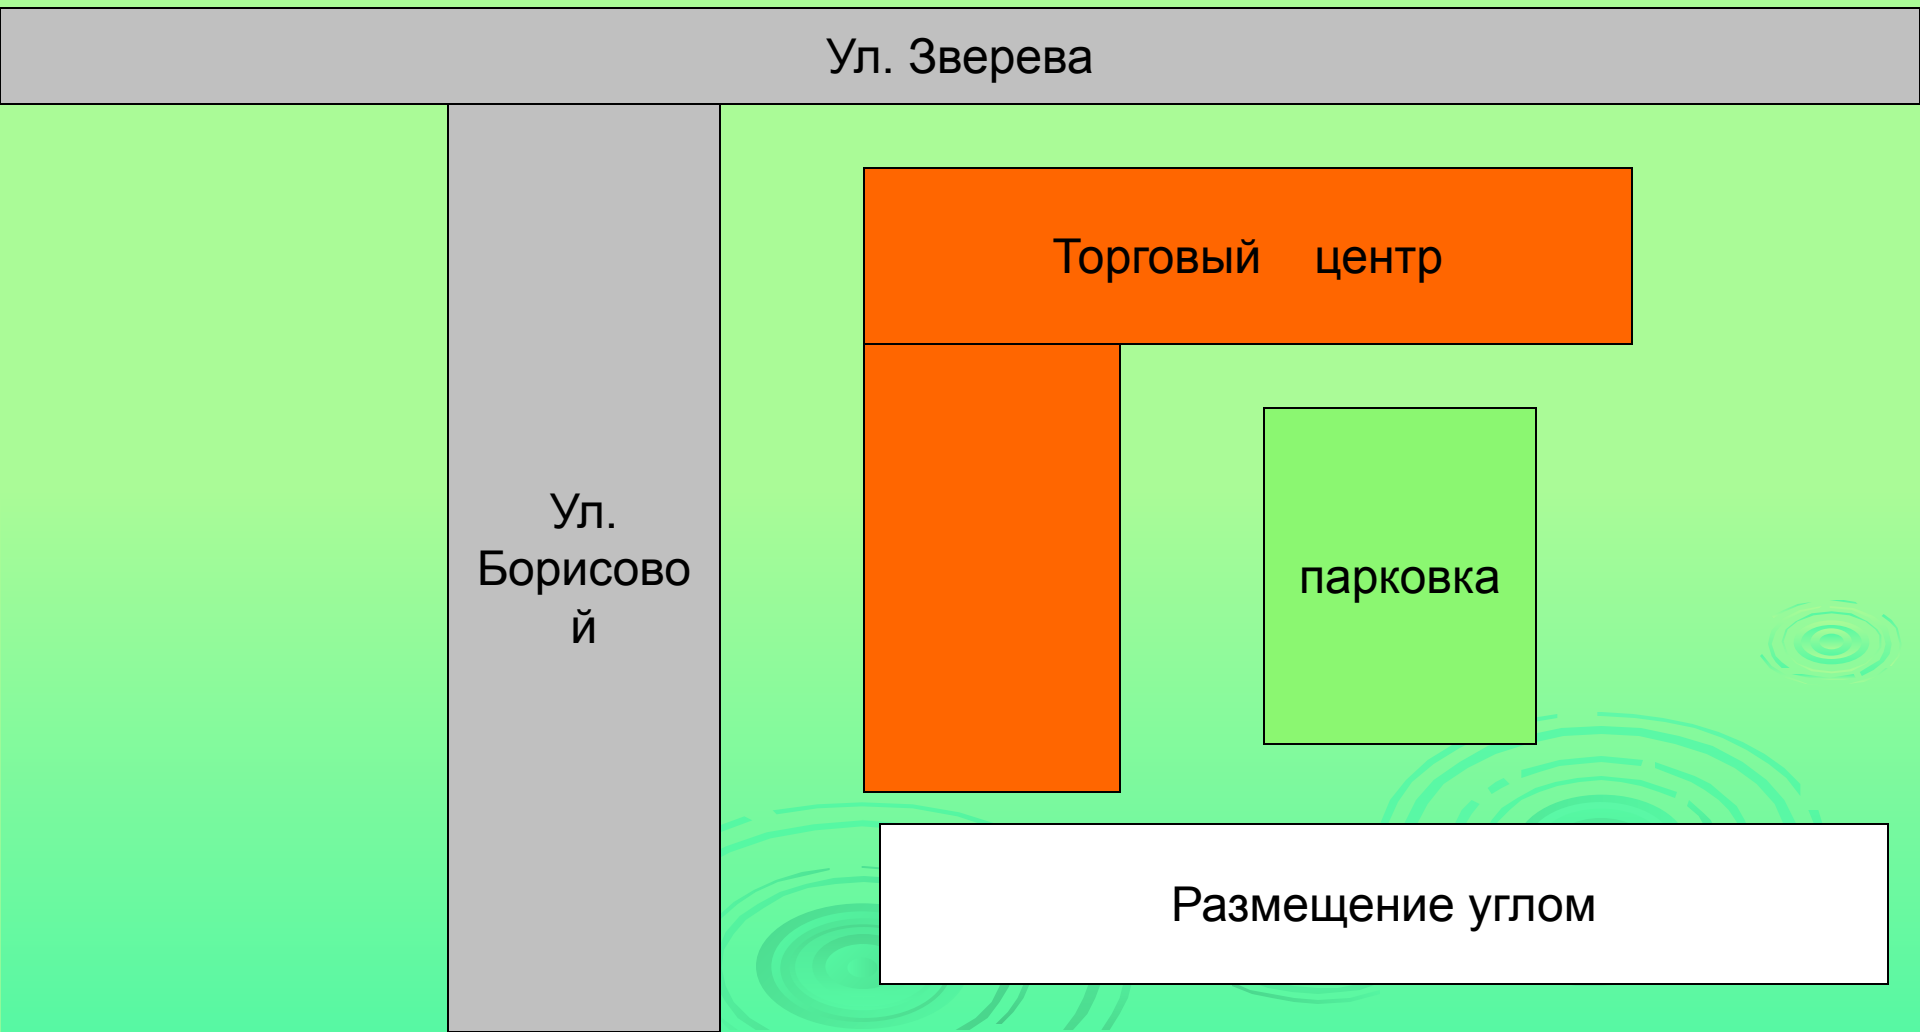 Ул. Зверева
Торговый центр
Ул.
Борисово
й
парковка
Размещение углом